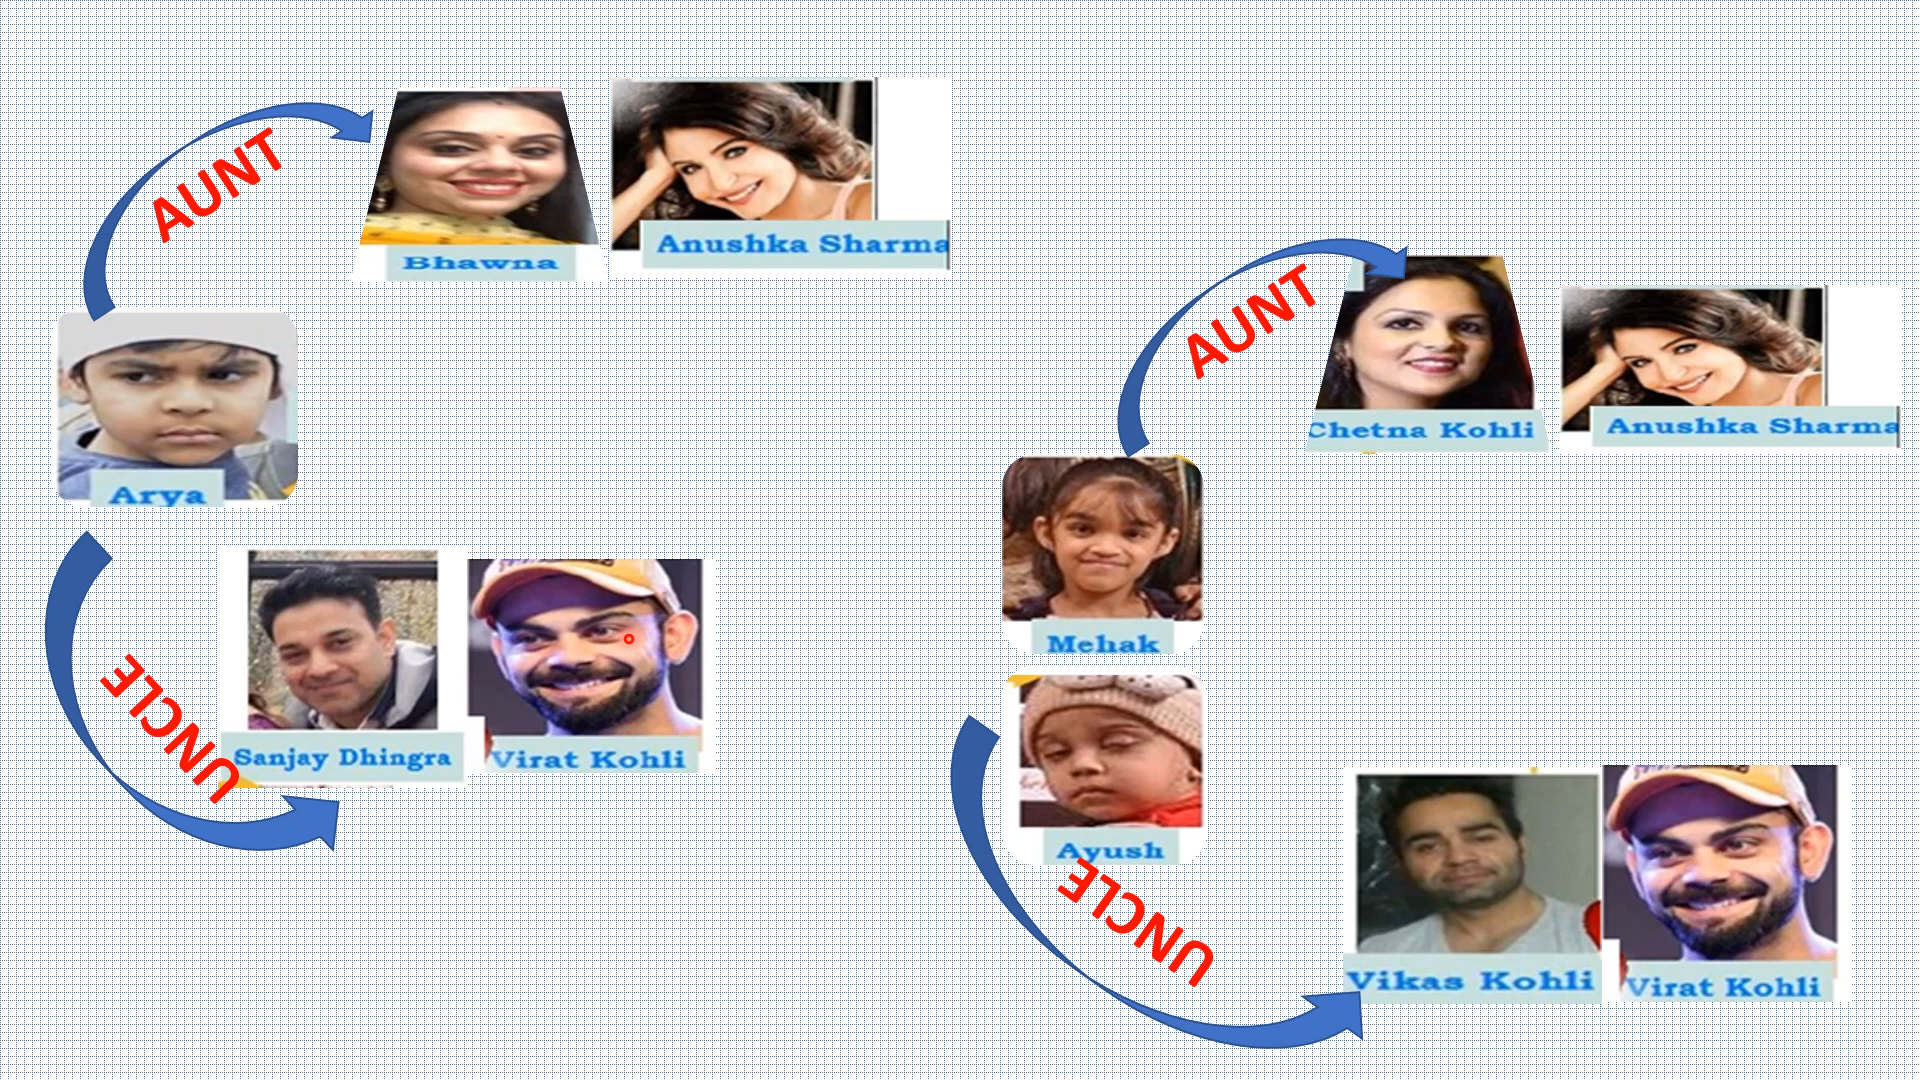 AUNT
Bhawna
Anushka Sharma
Arya
UNCLE
Sanjay Dhingra
Virat Kohli
AUNT
Chetna Kohli
Anushka Sharma
Mehak
Ayush
UNCLE
Vikas Kohli
Virat Kohli